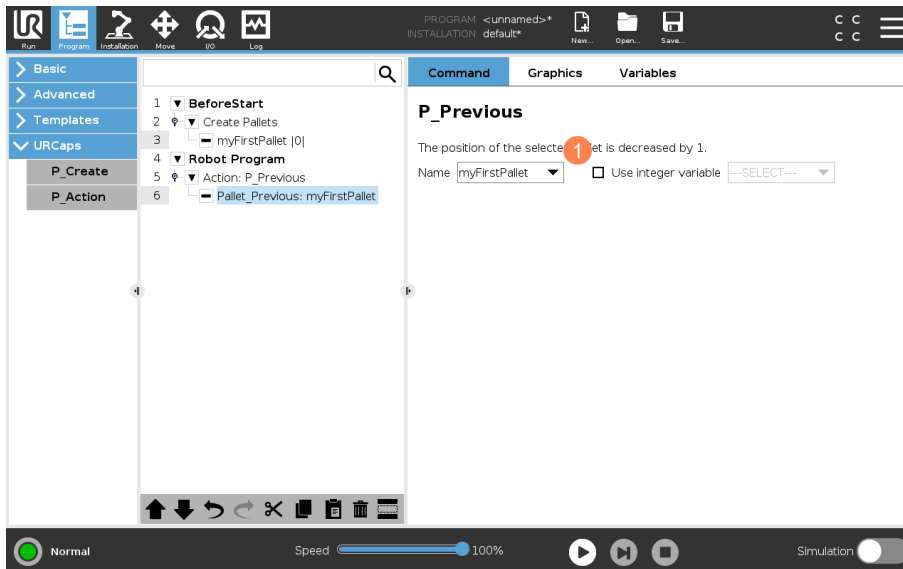 PROGRAM <unnamed>*
INSTALLATION default*
UR
Run
Program
Installation
Move
I/O
Log
New...
Open...
Save...
C C
C C
Basic
Advanced
Templates
URCaps
P_Create
P_Action
1 BeforeStart
2 Create Pallets
3 myFirstPallet |0|
4 Robot Program
5 Action: P_Previous
6 Pallet_Previous: myFirstPallet
Command Graphics Variables
P_Previous
The position of the selecte 1 et is decreased by 1.
Name myFirstPallet Use integer variable ---SELECT---
Normal
Speed 100%
Simulation